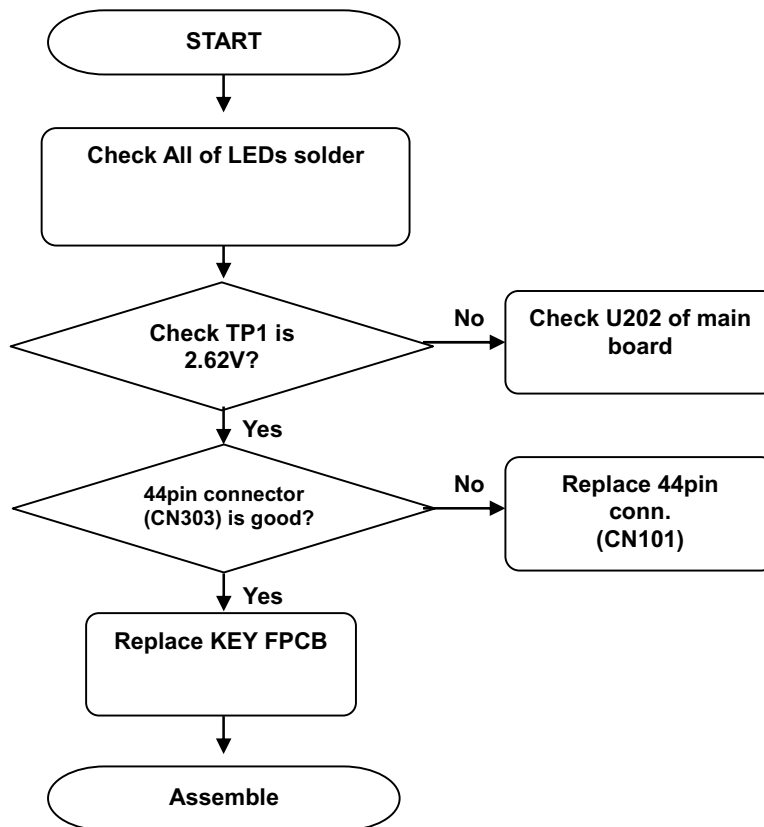 START
Check All of LEDs solder
Check TP1 is
2.62V?
No
Check U202 of main
board
Yes
44pin connector
(CN303) is good?
No
Replace 44pin
conn.
(CN101)
Yes
Replace KEY FPCB
Assemble